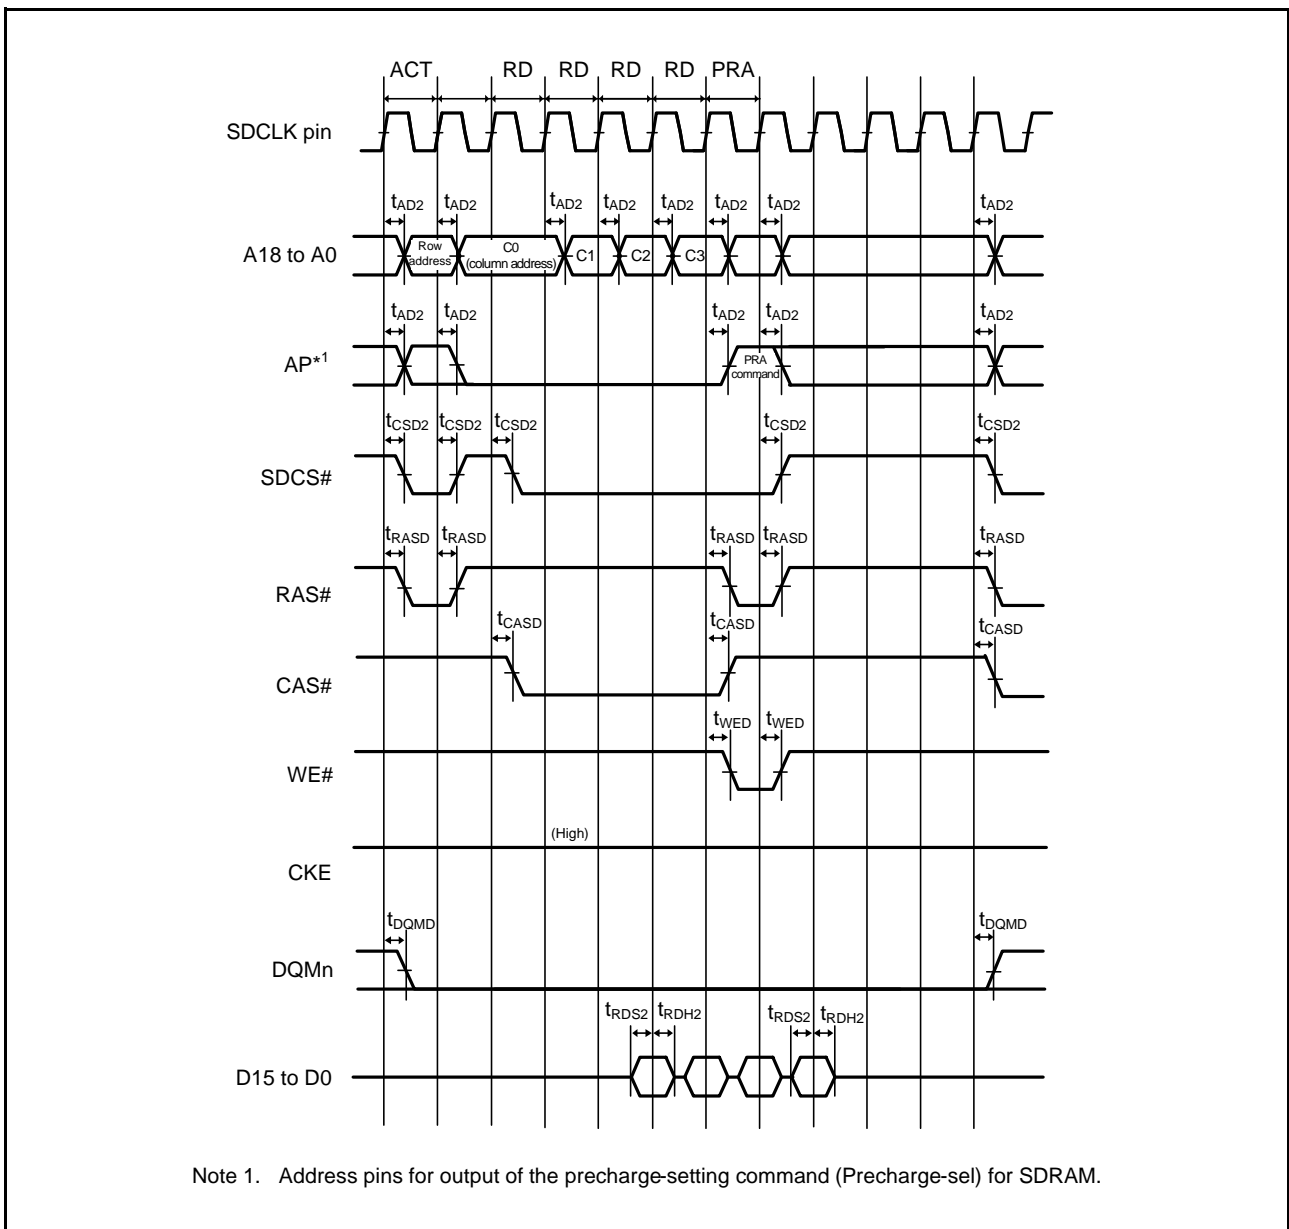 ACT RD RD RD RD PRA
SDCLK pin
tAD2 tAD2 tAD2 tAD2 tAD2 tAD2 tAD2 tAD2
A18 to A0
Row address
C0 (column address)
C1 C2 C3
tAD2 tAD2 tAD2 tAD2 tAD2
AP*1
PRA command
tCSD2 tCSD2 tCSD2 tCSD2 tCSD2
SDCS#
tRASD tRASD tRASD tRASD tRASD
RAS#
tCASD tCASD tCASD
CAS#
tWED tWED
WE#
(High)
CKE
tDQMD tDQMD
DQMn
tRDS2 tRDH2 tRDS2 tRDH2
D15 to D0
Note 1. Address pins for output of the precharge-setting command (Precharge-sel) for SDRAM.